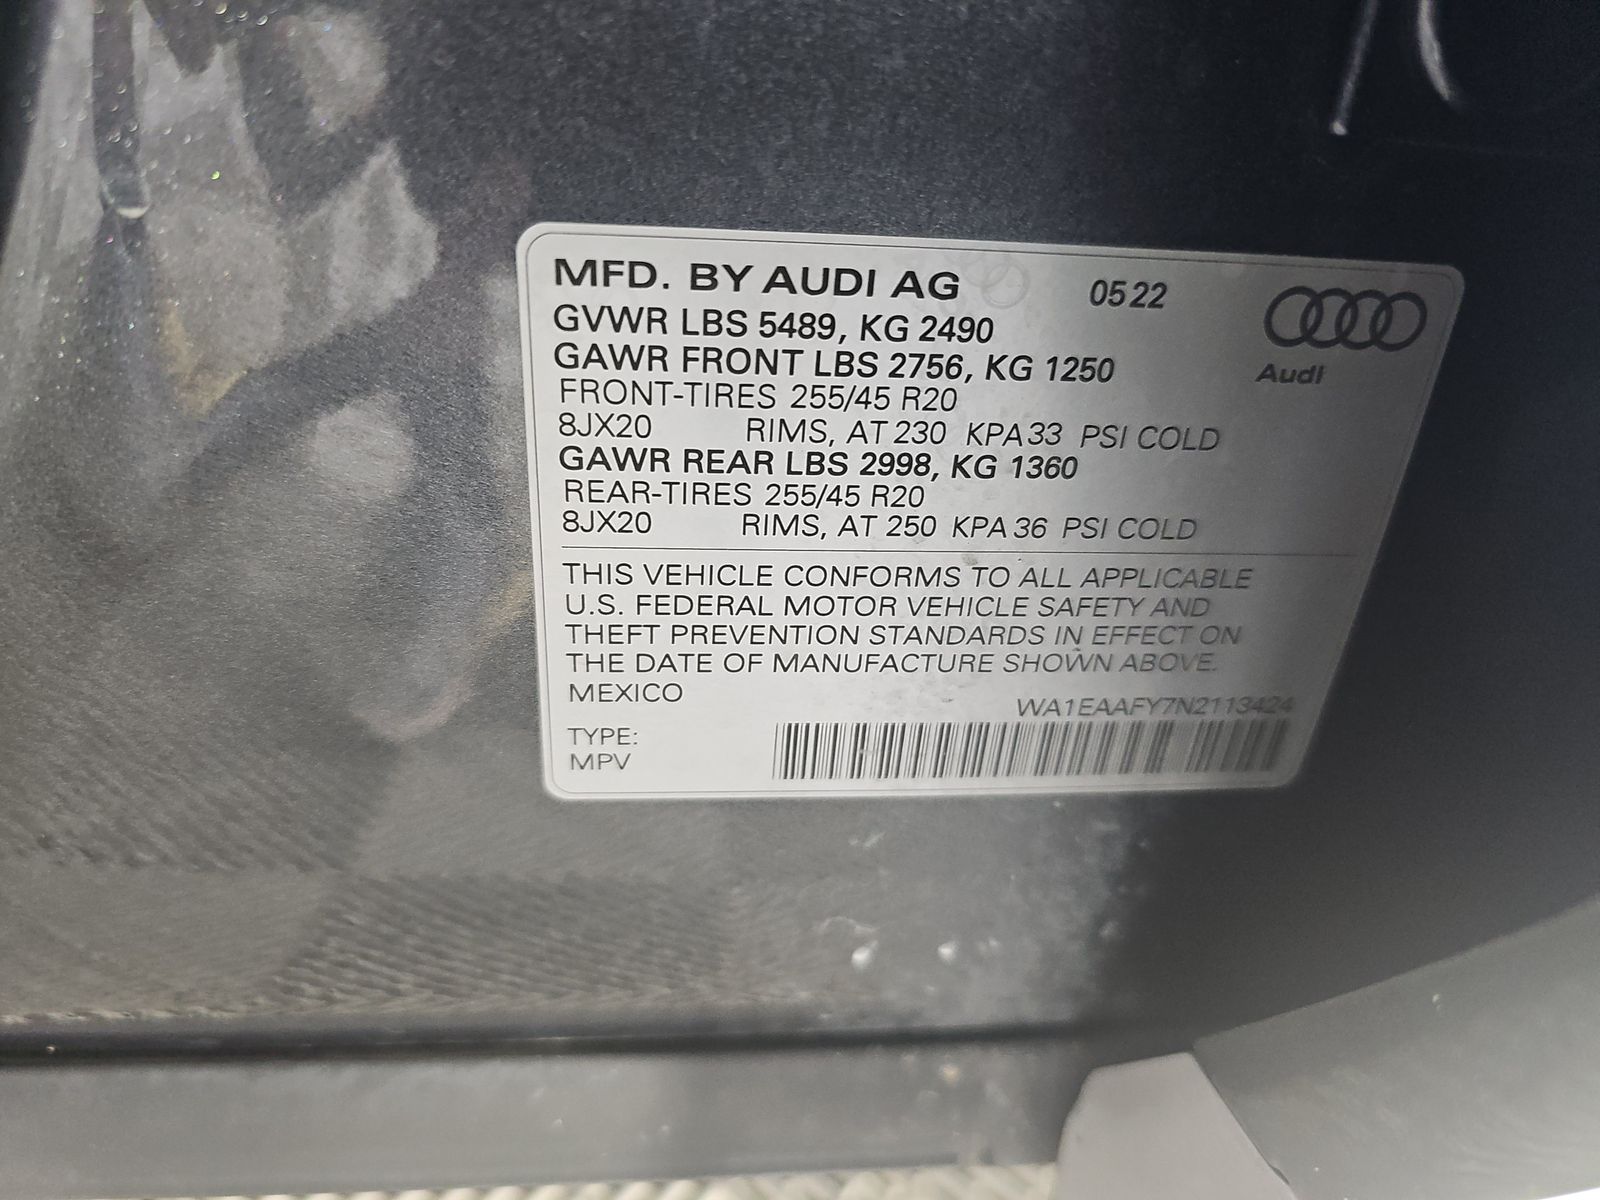 MFD. BY AUDI AG 05 22
GVWR LBS 5489, KG 2490
GAWR FRONT LBS 2756, KG 1250
FRONT-TIRES 255/45 R20
8JX20 RIMS, AT 230 KPA 33 PSI COLD
GAWR REAR LBS 2998, KG 1360
REAR-TIRES 255/45 R20
8JX20 RIMS, AT 250 KPA 36 PSI COLD
Audi
THIS VEHICLE CONFORMS TO ALL APPLICABLE
U.S. FEDERAL MOTOR VEHICLE SAFETY AND
THEFT PREVENTION STANDARDS IN EFFECT ON
THE DATE OF MANUFACTURE SHOWN ABOVE.
MEXICO
WA1EAAFY7N2113424
TYPE:
MPV